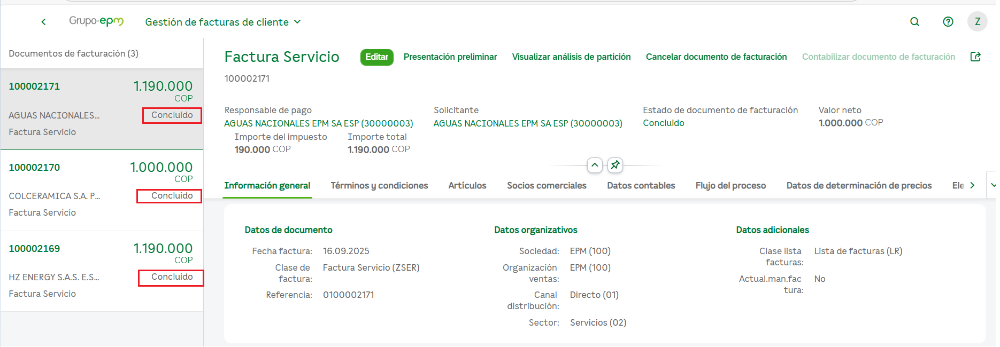 Grupo·epm
Gestión de facturas de cliente
Z
Documentos de facturación (3)
100002171
1.190.000
COP
AGUAS NACIONALES...
Concluido
Factura Servicio
100002170
1.000.000
COP
COLCERAMICA S.A. P...
Concluido
Factura Servicio
100002169
1.190.000
COP
HZ ENERGY S.A.S. E.S...
Concluido
Factura Servicio
Factura Servicio
Editar
Presentación preliminar
Visualizar análisis de partición
Cancelar documento de facturación
Contabilizar documento de facturación
100002171
Responsable de pago
AGUAS NACIONALES EPM SA ESP (30000003)
Solicitante
AGUAS NACIONALES EPM SA ESP (30000003)
Estado de documento de facturación
Concluido
Valor neto
1.000.000 COP
Importe del impuesto
190.000 COP
Importe total
1.190.000 COP
Información general
Términos y condiciones
Artículos
Socios comerciales
Datos contables
Flujo del proceso
Datos de determinación de precios
Ele
Datos de documento
Fecha factura: 16.09.2025
Clase de
factura:
Factura Servicio (ZSER)
Referencia: 0100002171
Datos organizativos
Sociedad: EPM (100)
Organización
ventas:
EPM (100)
Canal
distribución:
Directo (01)
Sector: Servicios (02)
Datos adicionales
Clase lista
facturas:
Lista de facturas (LR)
Actual.man.fac
tura:
No